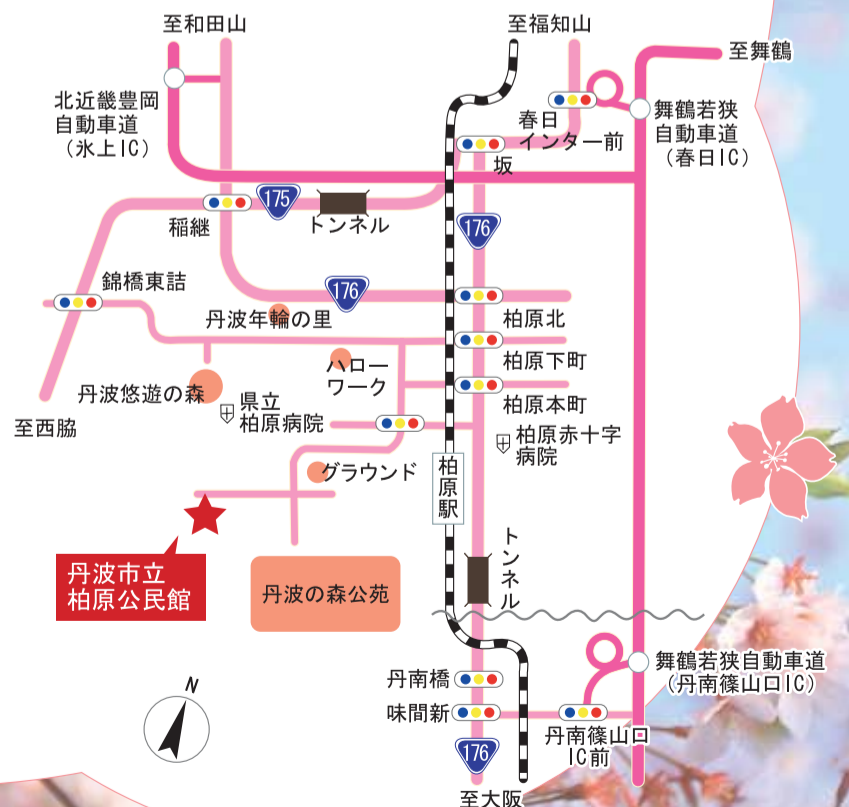 至和田山
至福知山
至舞鶴
北近畿豊岡
自動車道
(氷上IC)
春日
インター前
舞鶴若狭
自動車道
(春日IC)
坂
175
トンネル
稲継
176
錦橋東詰
176
柏原北
丹波年輪の里
柏原下町
ハロー
ワーク
丹波悠遊の森
県立
柏原病院
柏原本町
至西脇
柏原赤十字
病院
グラウンド
柏原駅
トンネル
丹波市立
柏原公民館
丹波の森公苑
舞鶴若狭自動車道
(丹南篠山口IC)
丹南橋
味間新
丹南篠山口
IC前
N
176
至大阪